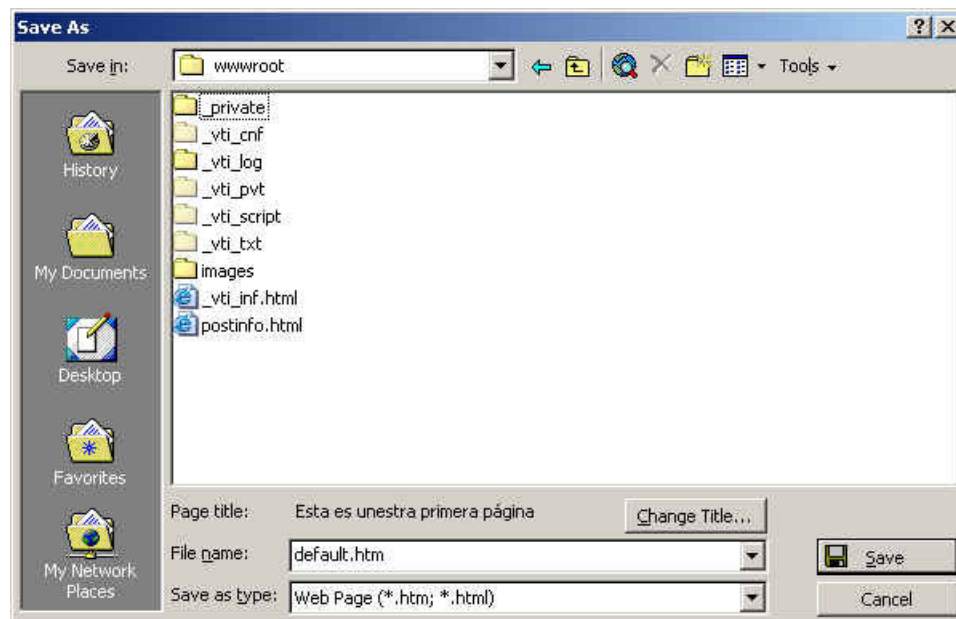 Save As
Save in: wwwroot Tools
_private
_vti_cnf
_vti_log
_vti_pvt
_vti_script
_vti_txt
images
_vti_inf.html
postinfo.html
History
My Documents
Desktop
Favorites
My Network
Places
Page title: Esta es unestra primera página Change Title...
File name: default.htm Save
Save as type: Web Page (*.htm; *.html) Cancel